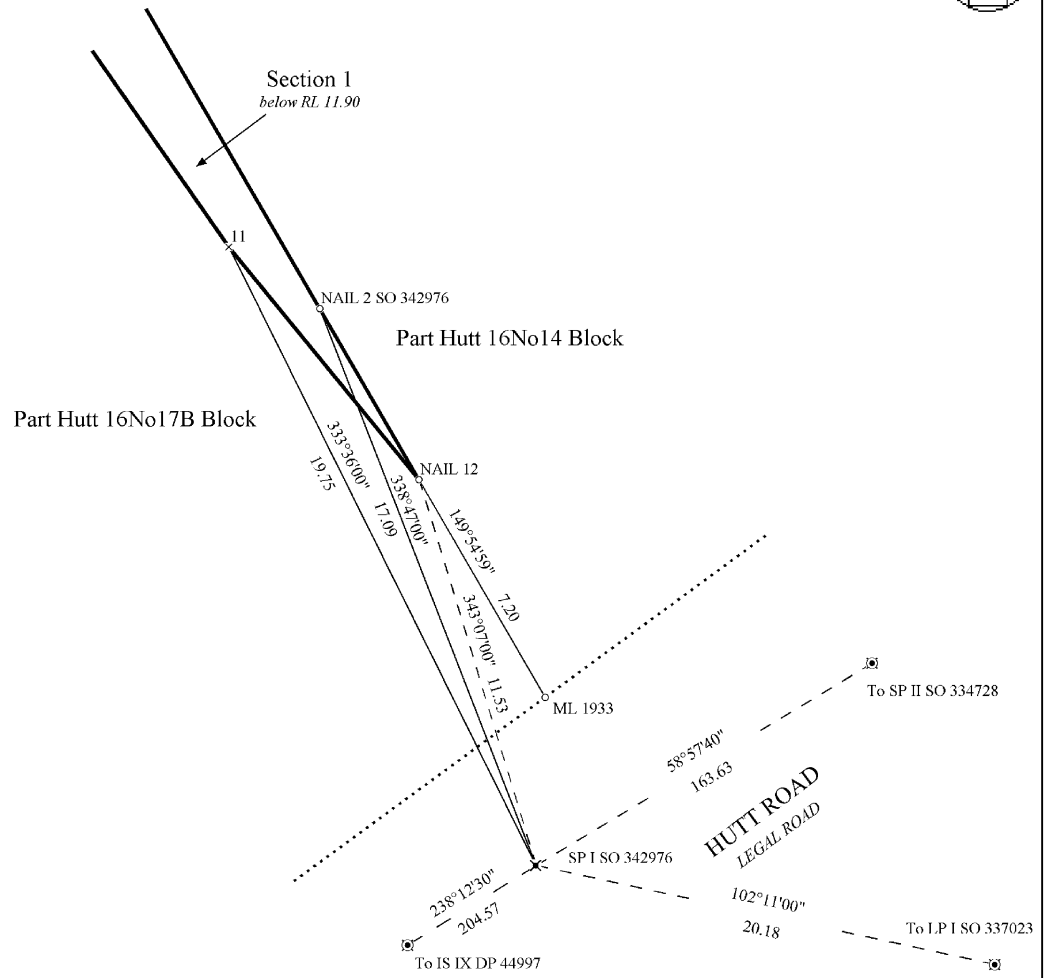 Section 1
below RL 11.90
11
NAIL 2 SO 342976
Part Hutt 16No14 Block
Part Hutt 16No17B Block
333°36'00"
19.75
338°47'00"
17.09
NAIL 12
149°54'59"
7.20
343°07'00" 11.53
ML 1933
To SP II SO 334728
58°57'40"
163.63
HUTT ROAD
LEGAL ROAD
SP I SO 342976
238°12'30"
204.57
102°11'00"
20.18
To LP I SO 337023
To IS IX DP 44997